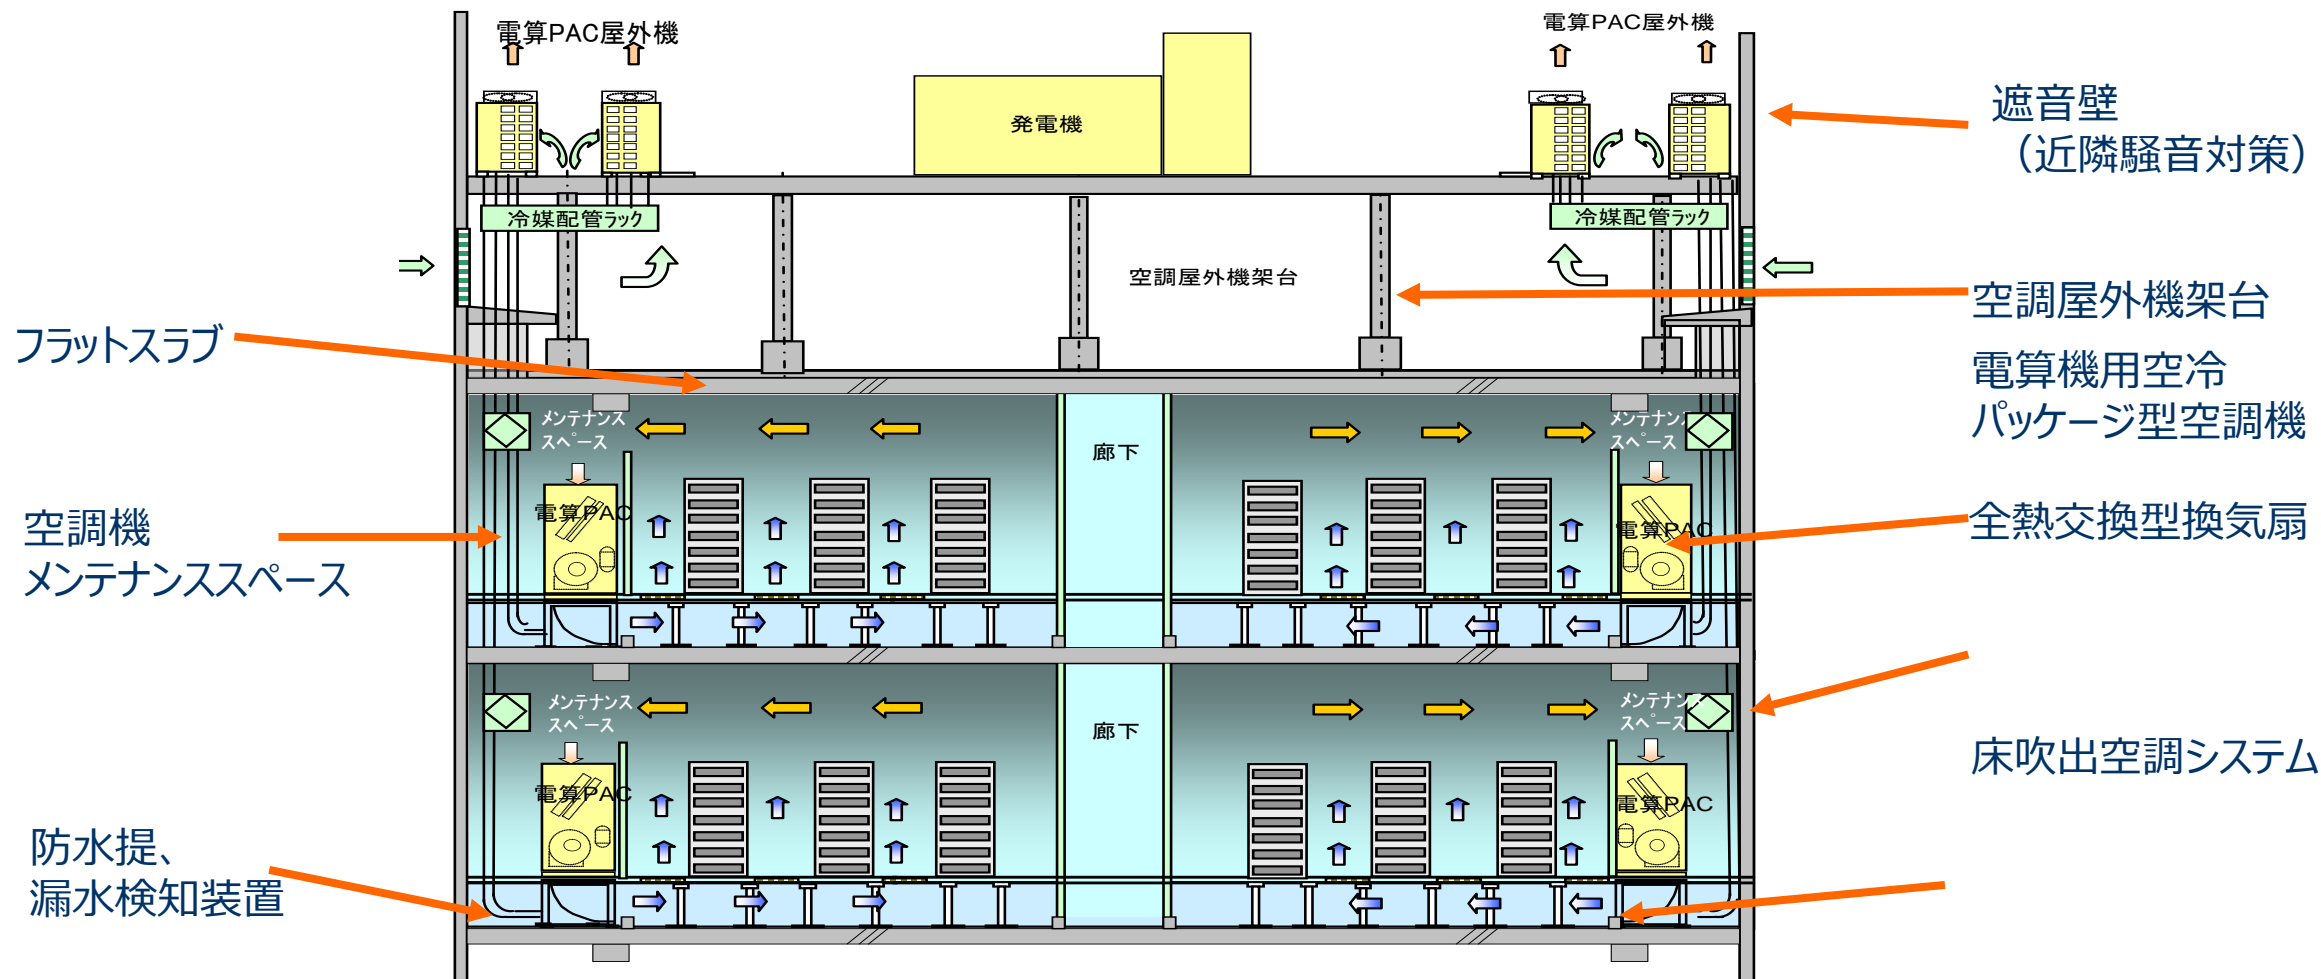 電算PAC屋外機
電算PAC屋外機
発電機
遮音壁
（近隣騒音対策）
冷媒配管ラック
冷媒配管ラック
空調屋外機架台
空調屋外機架台
フラットスラブ
電算機用空冷
パッケージ型空調機
メンテナンス
スペース
廊下
メンテナンス
スペース
空調機
メンテナンススペース
電算PAC
電算PAC
全熱交換型換気扇
メンテナンス
スペース
廊下
メンテナンス
スペース
床吹出空調システム
電算PAC
電算PAC
防水提、
漏水検知装置